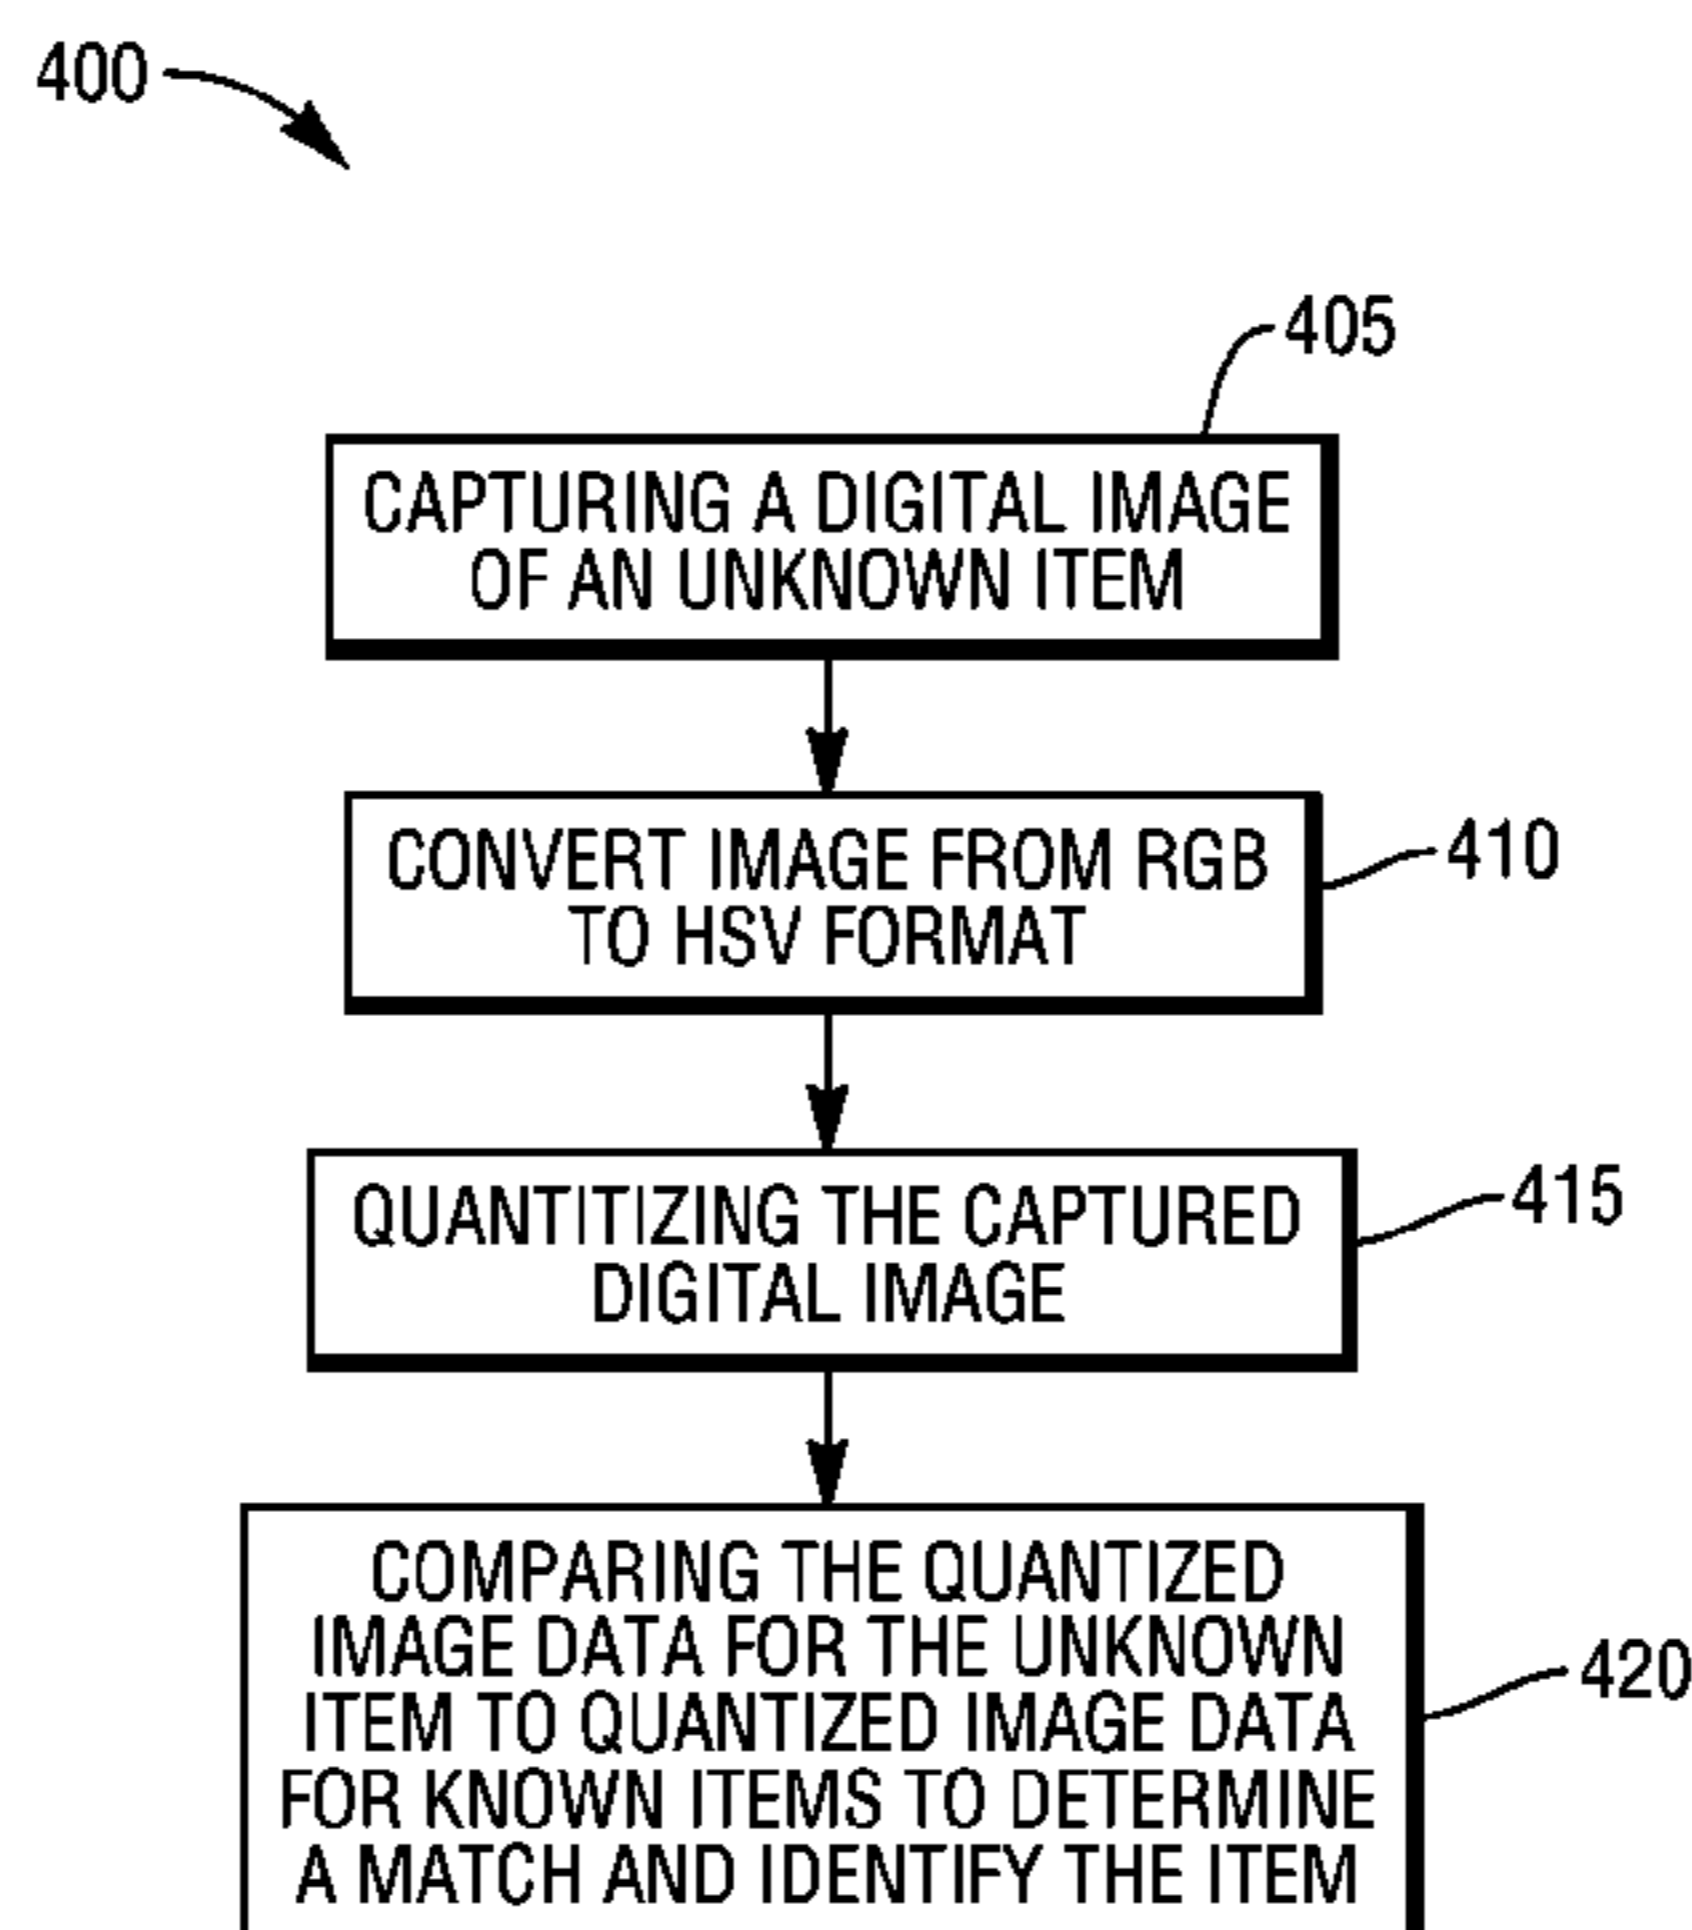 400
405
CAPTURING A DIGITAL IMAGE
OF AN UNKNOWN ITEM
CONVERT IMAGE FROM RGB
TO HSV FORMAT
410
QUANTITIZING THE CAPTURED
DIGITAL IMAGE
415
COMPARING THE QUANTIZED
IMAGE DATA FOR THE UNKNOWN
ITEM TO QUANTIZED IMAGE DATA
FOR KNOWN ITEMS TO DETERMINE
A MATCH AND IDENTIFY THE ITEM
420